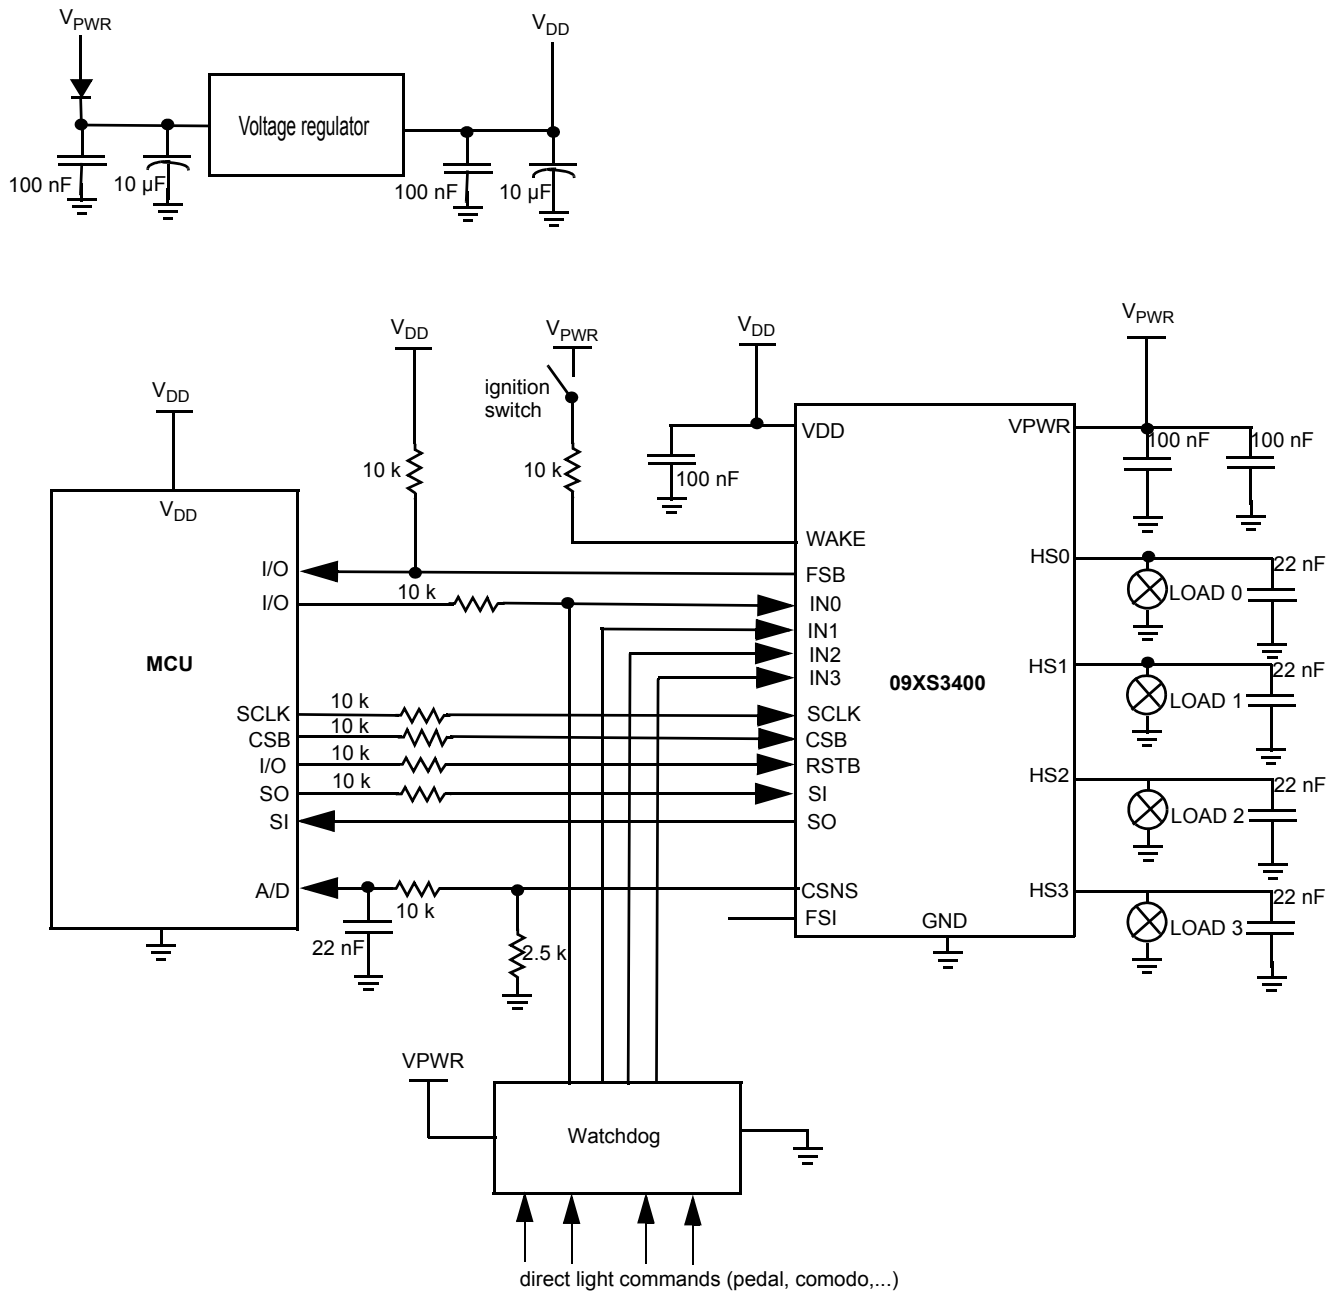 VPWR
VDD
Voltage regulator
100 nF
10 µF
100 nF
10 µF
VDD
VPWR
VDD
VPWR
VDD
ignition
switch
10 k
10 k
100 nF
VDD
VPWR
100 nF
100 nF
VDD
WAKE
HS0
I/O
FSB
22 nF
10 k
LOAD 0
I/O
IN0
IN1
IN2
MCU
HS1
22 nF
IN3
09XS3400
10 k
LOAD 1
SCLK
SCLK
10 k
CSB
CSB
10 k
I/O
RSTB
HS2
10 k
22 nF
SO
SI
LOAD 2
SI
SO
A/D
CSNS
HS3
22 nF
10 k
FSI
GND
LOAD 3
22 nF
2.5 k
VPWR
Watchdog
direct light commands (pedal, comodo,...)